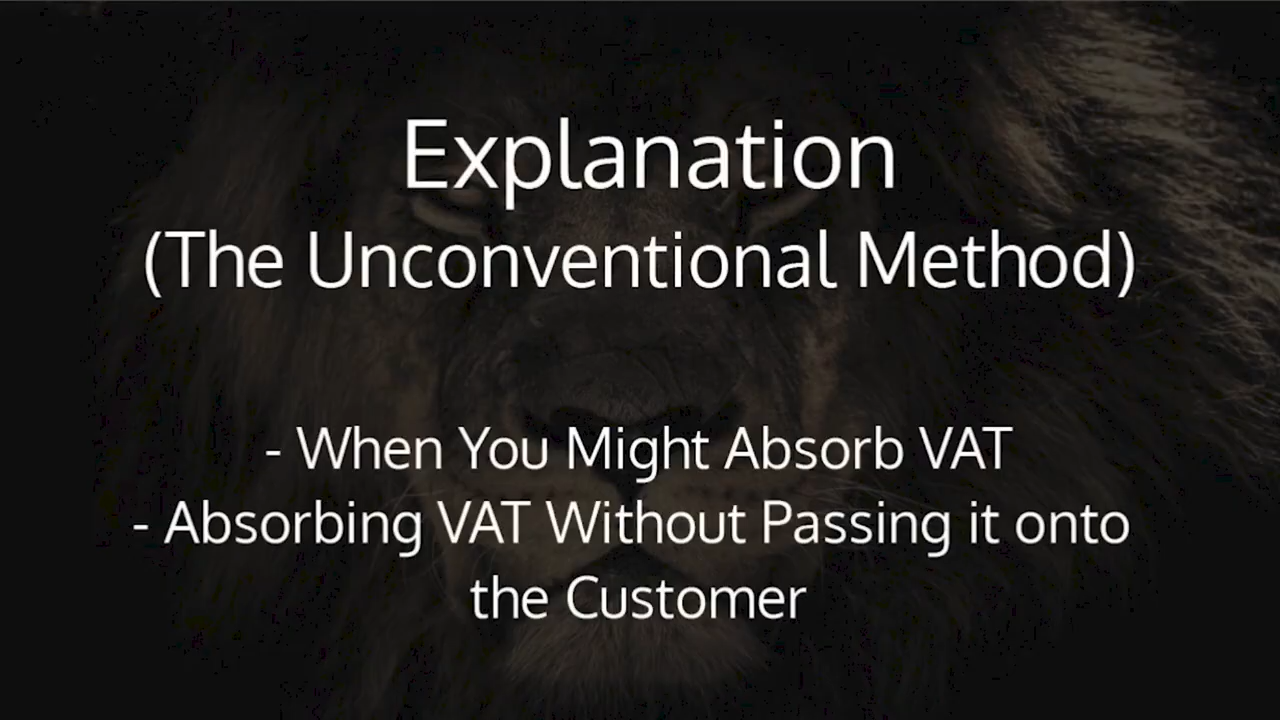 Explanation
(The Unconventional Method)
- When You Might Absorb VAT
- Absorbing VAT Without Passing it onto
the Customer